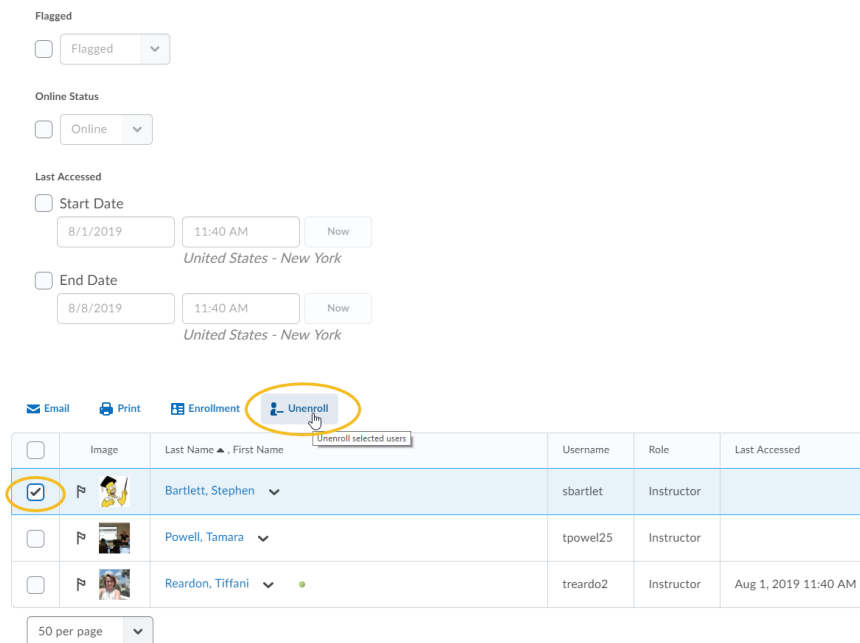 Flagged
Flagged
Online Status
Online
Last Accessed
Start Date
8/1/2019 11:40 AM Now
United States - New York
End Date
8/8/2019 11:40 AM Now
United States - New York
Email Print Enrollment Unenroll
Unenroll selected users
Image Last Name ▲ , First Name Username Role Last Accessed
Bartlett, Stephen sbartlet Instructor
Powell, Tamara tpowel25 Instructor
Reardon, Tiffani treardo2 Instructor Aug 1, 2019 11:40 AM
50 per page